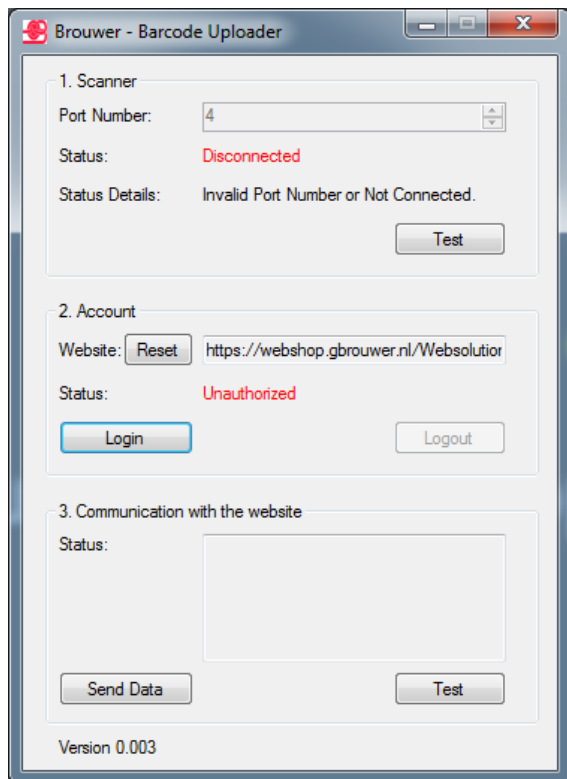 Brouwer - Barcode Uploader
1. Scanner
Port Number: 4
Status: Disconnected
Status Details: Invalid Port Number or Not Connected.
Test
2. Account
Website: Reset https://webshop.gbrouwer.nl/Websolution
Status: Unauthorized
Login Logout
3. Communication with the website
Status:
Send Data Test
Version 0.003